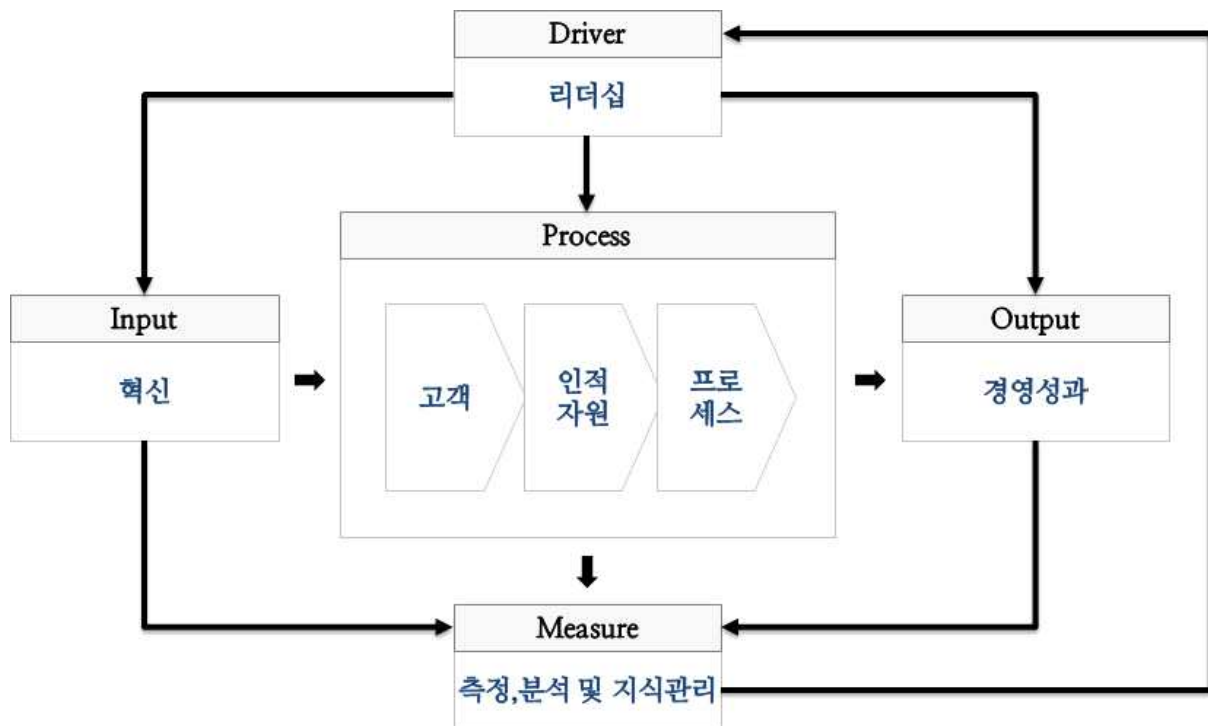 Driver
리더십
Process
Input
혁신
고객
인적
자원
프로
세스
Output
경영성과
Measure
측정,분석 및 지식관리